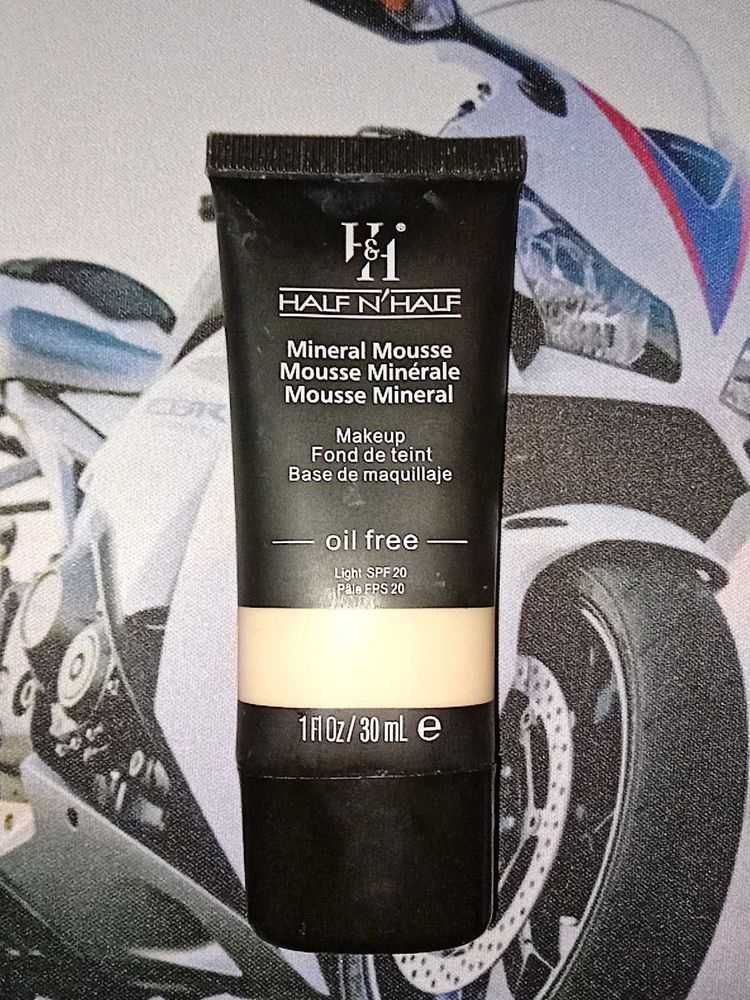 H&H®
HALF N'HALF
Mineral Mousse
Mousse Minérale
Mousse Mineral
Makeup
Fond de teint
Base de maquillaje
oil free
Light SPF 20
Pâle FPS 20
1 Fl Oz/30 mL e